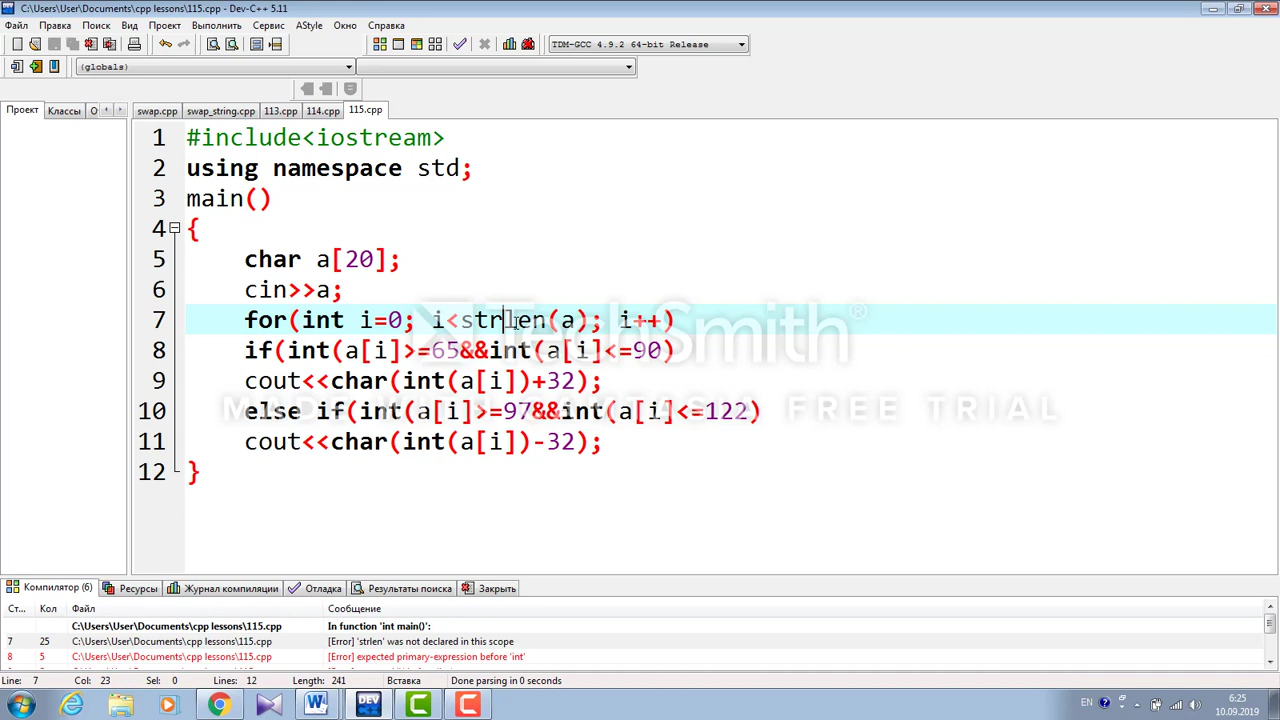 C:\Users\User\Documents\cpp lessons\115.cpp - Dev-C++ 5.11
Файл Правка Поиск Вид Проект Выполнить Сервис AStyle Окно Справка
TDM-GCC 4.9.2 64-bit Release
(globals)
Проект Классы О swap.cpp swap_string.cpp 113.cpp 114.cpp 115.cpp
1 #include<iostream>
2 using namespace std;
3 main()
4 {
5 char a[20];
6 cin>>a;
7 for(int i=0; i<strlen(a); i++)
8 if(int(a[i]>=65&&int(a[i]<=90)
9 cout<<char(int(a[i])+32);
10 else if(int(a[i]>=97&&int(a[i]<=122)
11 cout<<char(int(a[i])-32);
12 }
TechSmith®
MADE WITH CAMTASIA FREE TRIAL
Компилятор (6) Ресурсы Журнал компиляции Отладка Результаты поиска Закрыть
Ст... Кол Файл Сообщение
C:\Users\User\Documents\cpp lessons\115.cpp In function 'int main()':
7 25 C:\Users\User\Documents\cpp lessons\115.cpp [Error] 'strlen' was not declared in this scope
8 5 C:\Users\User\Documents\cpp lessons\115.cpp [Error] expected primary-expression before 'int'
Line: 7 Col: 23 Sel: 0 Lines: 12 Length: 241 Вставка Done parsing in 0 seconds
EN 6:25
10.09.2019